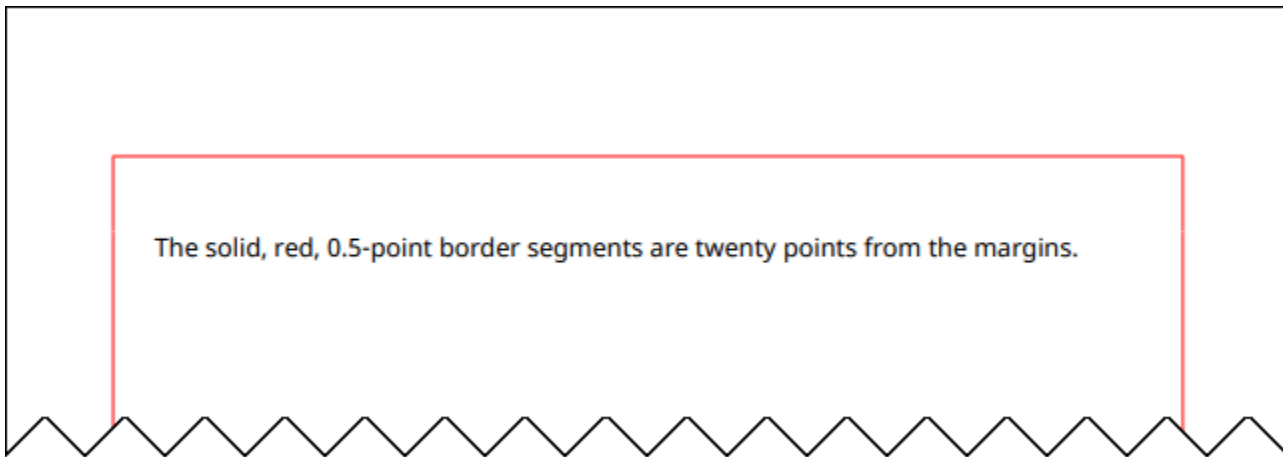 The solid, red, 0.5-point border segments are twenty points from the margins.